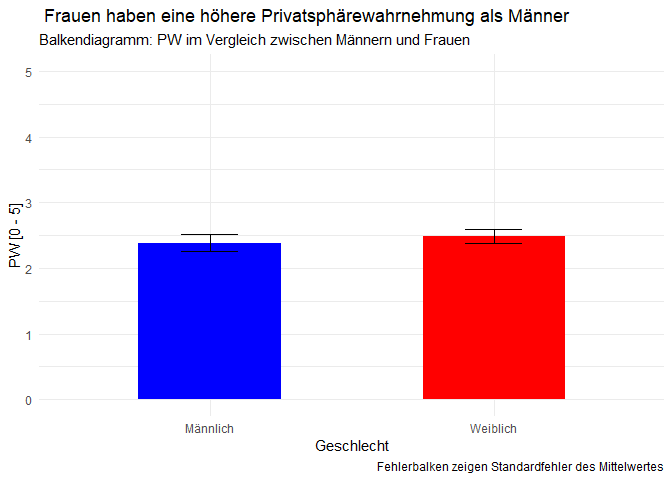 Frauen haben eine höhere Privatsphärewahrnehmung als Männer
Balkendiagramm: PW im Vergleich zwischen Männern und Frauen
PW [0 - 5]
5
4
3
2
1
0
Männlich
Weiblich
Geschlecht
Fehlerbalken zeigen Standardfehler des Mittelwertes